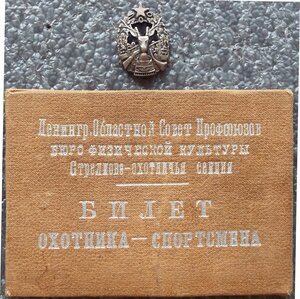 Ленингр. Областной Совет Профсоюзов
БЮРО ФИЗИЧЕСКОЙ КУЛЬТУРЫ
Стрелково-охотничья секция
БИЛЕТ
ОХОТНИКА — СПОРТСМЕНА